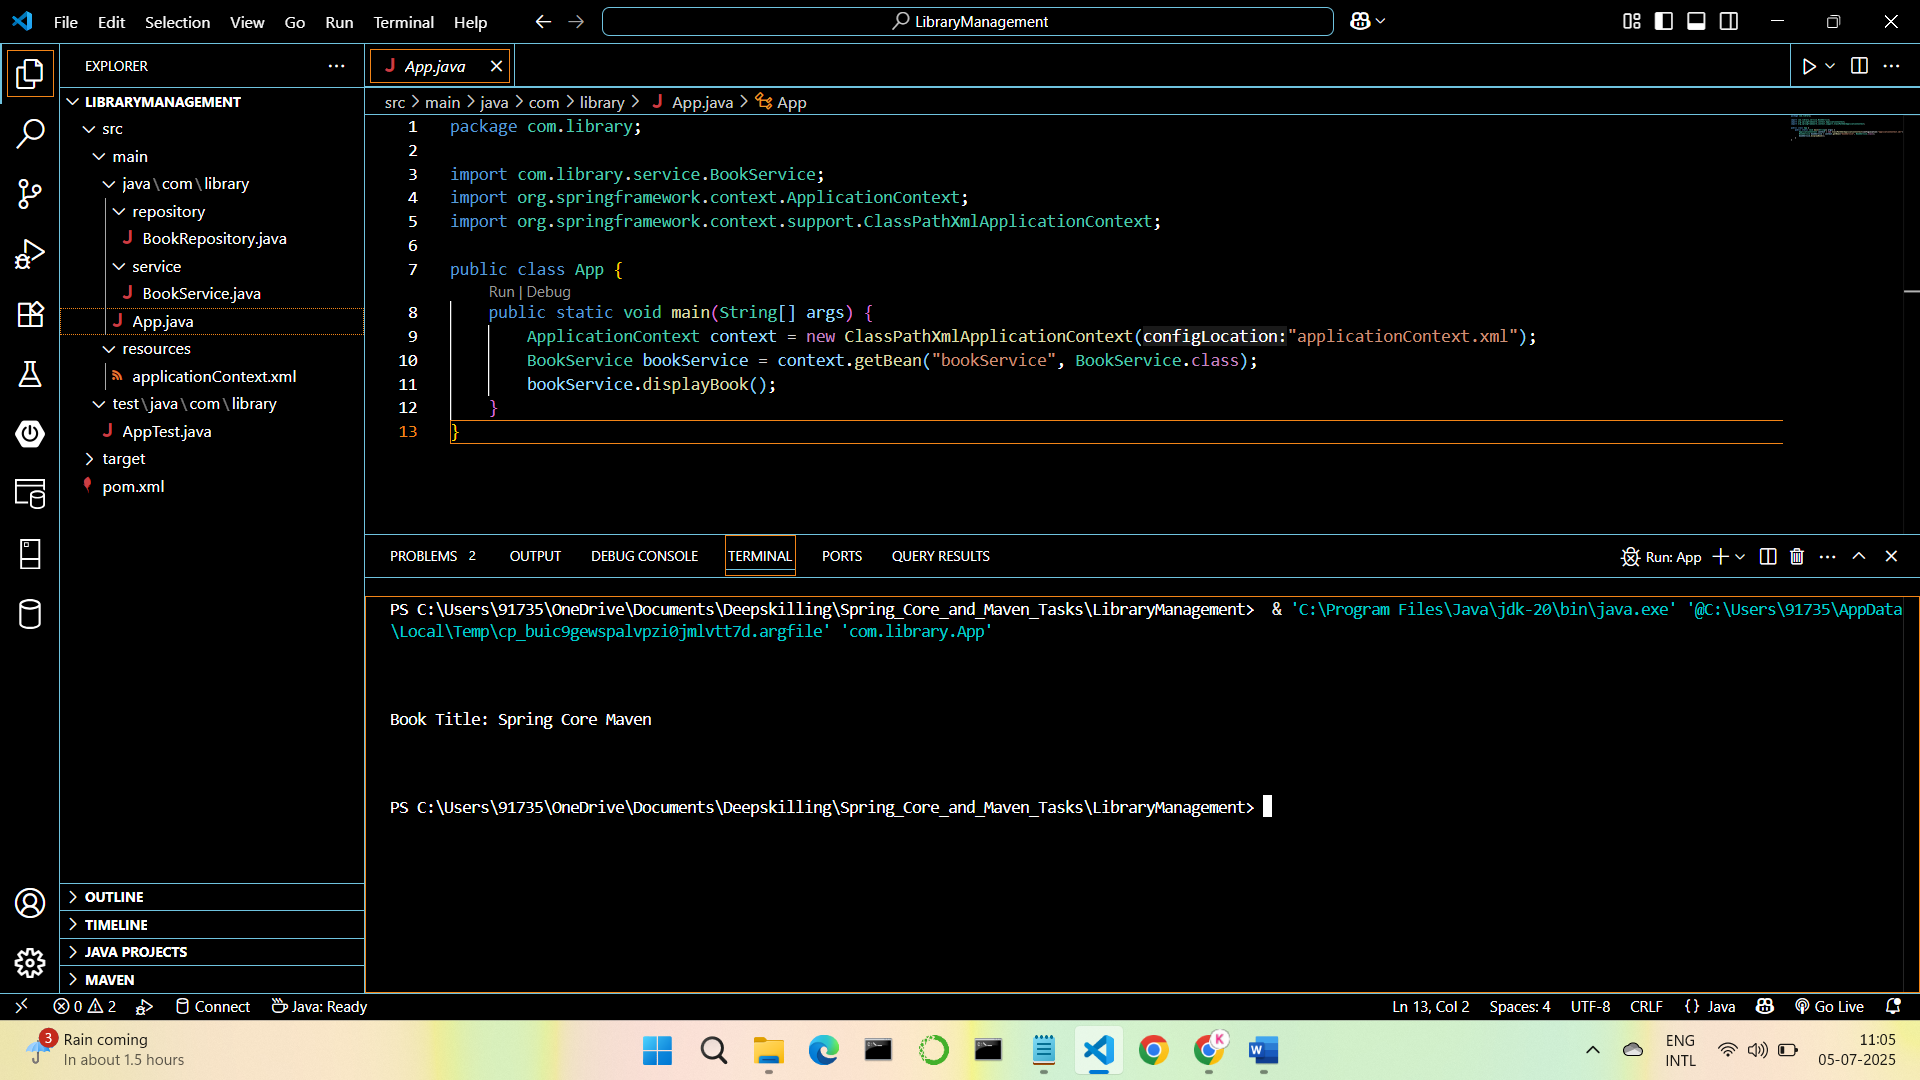 File Edit Selection View Go Run Terminal Help
LibraryManagement
EXPLORER
LIBRARYMANAGEMENT
src
main
java\com\library
repository
BookRepository.java
service
BookService.java
App.java
resources
applicationContext.xml
test\java\com\library
AppTest.java
target
pom.xml
OUTLINE
TIMELINE
JAVA PROJECTS
MAVEN
App.java
src > main > java > com > library > App.java > App
1 package com.library;
2
3 import com.library.service.BookService;
4 import org.springframework.context.ApplicationContext;
5 import org.springframework.context.support.ClassPathXmlApplicationContext;
6
7 public class App {
Run | Debug
8 public static void main(String[] args) {
9 ApplicationContext context = new ClassPathXmlApplicationContext(configLocation:"applicationContext.xml");
10 BookService bookService = context.getBean("bookService", BookService.class);
11 bookService.displayBook();
12 }
13 }
PROBLEMS 2 OUTPUT DEBUG CONSOLE TERMINAL PORTS QUERY RESULTS
Run: App
PS C:\Users\91735\OneDrive\Documents\Deepskilling\Spring_Core_and_Maven_Tasks\LibraryManagement> & 'C:\Program Files\Java\jdk-20\bin\java.exe' '@C:\Users\91735\AppData
\Local\Temp\cp_buic9gewspalvpzi0jmlvtt7d.argfile' 'com.library.App'
Book Title: Spring Core Maven
PS C:\Users\91735\OneDrive\Documents\Deepskilling\Spring_Core_and_Maven_Tasks\LibraryManagement>
0 2 Connect Java: Ready
Ln 13, Col 2 Spaces: 4 UTF-8 CRLF {} Java Go Live
3
Rain coming
In about 1.5 hours
K
ENG
INTL
11:05
05-07-2025